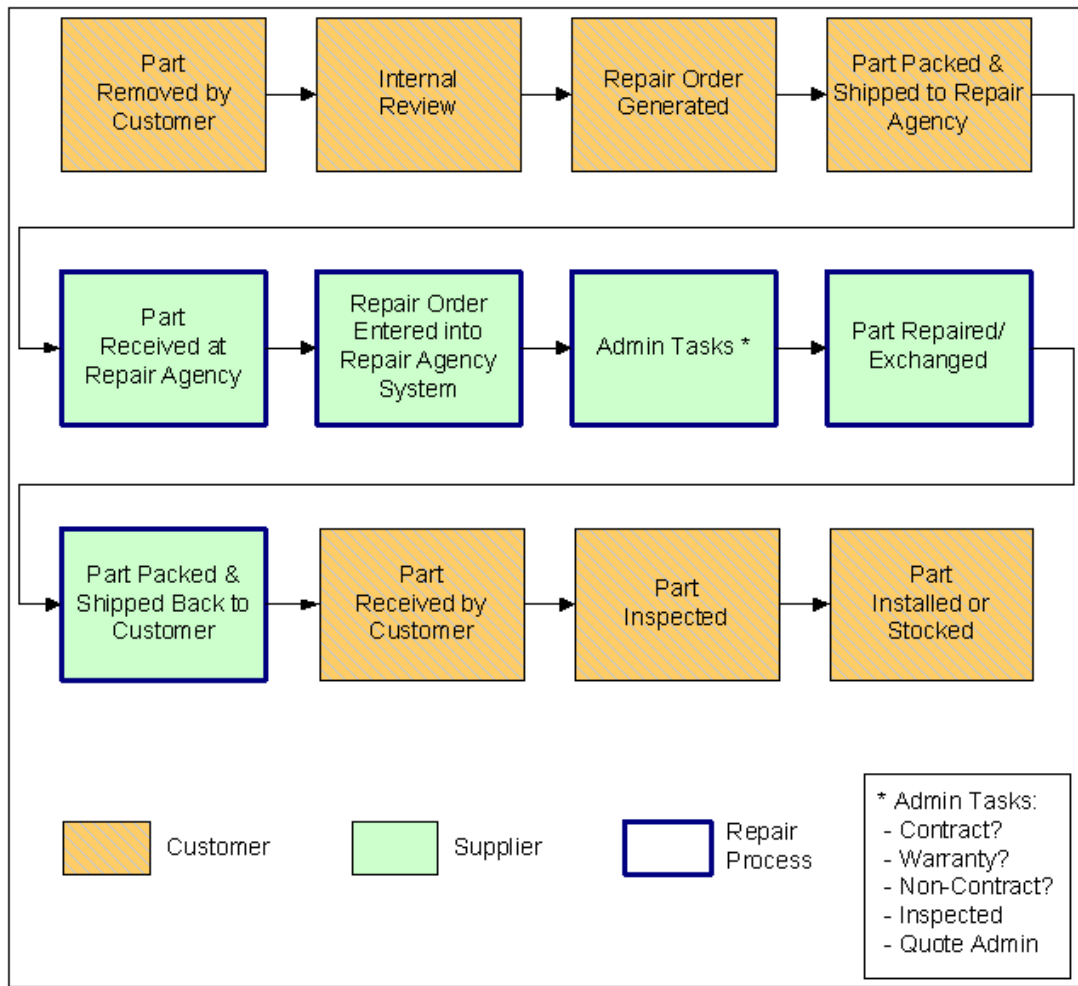 Part
Removed by
Customer
Internal
Review
Repair Order
Generated
Part Packed &
Shipped to Repair
Agency
Part
Received at
Repair Agency
Repair Order
Entered into
Repair Agency
System
Admin Tasks *
Part Repaired/
Exchanged
Part Packed &
Shipped Back to
Customer
Part
Received by
Customer
Part
Inspected
Part
Installed or
Stocked
Customer
Supplier
Repair
Process
* Admin Tasks:
- Contract?
- Warranty?
- Non-Contract?
- Inspected
- Quote Admin